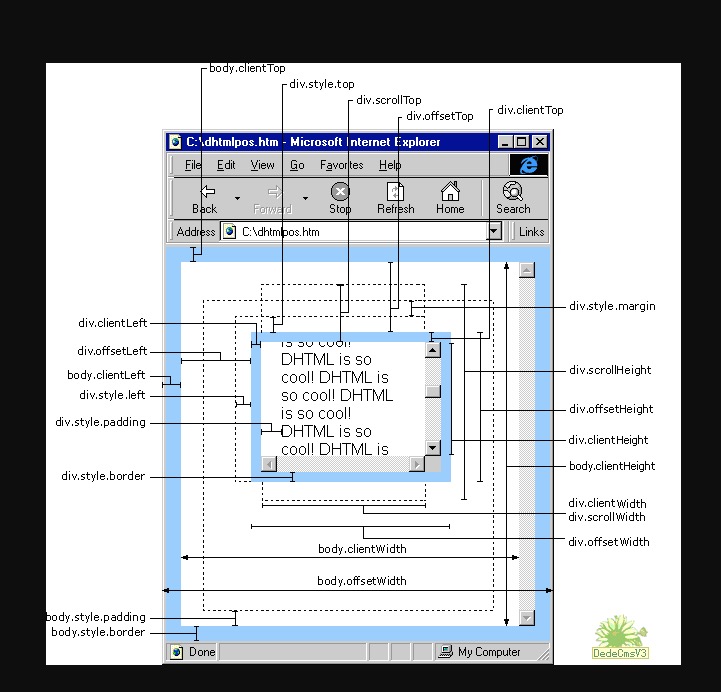 body.clientTop
div.style.top
div.scrollTop
div.offsetTop
div.clientTop
C:\dhtmlpos.htm - Microsoft Internet Explorer
File Edit View Go Favorites Help
Back Forward Stop Refresh Home Search
Address C:\dhtmlpos.htm Links
div.style.margin
div.clientLeft
div.offsetLeft
body.clientLeft
div.style.left
div.style.padding
div.style.border
is so cool!
DHTML is so
cool! DHTML is
so cool! DHTML
is so cool!
DHTML is so
cool! DHTML is
div.scrollHeight
div.offsetHeight
div.clientHeight
body.clientHeight
div.clientWidth
div.scrollWidth
div.offsetWidth
body.clientWidth
body.offsetWidth
body.style.padding
body.style.border
DedeCmsV3
Done My Computer